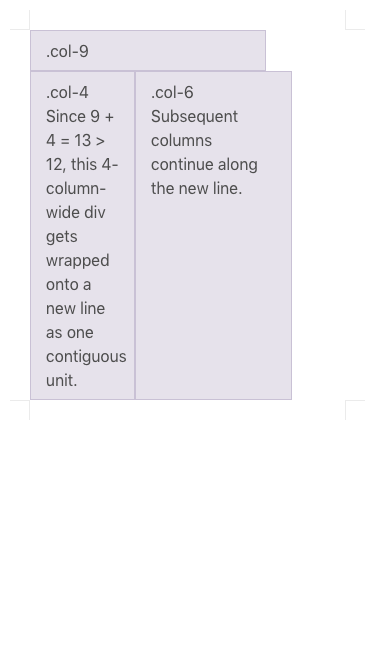 .col-9
.col-4
Since 9 +
4 = 13 >
12, this 4-
column-
wide div
gets
wrapped
onto a
new line
as one
contiguous
unit.
.col-6
Subsequent
columns
continue along
the new line.